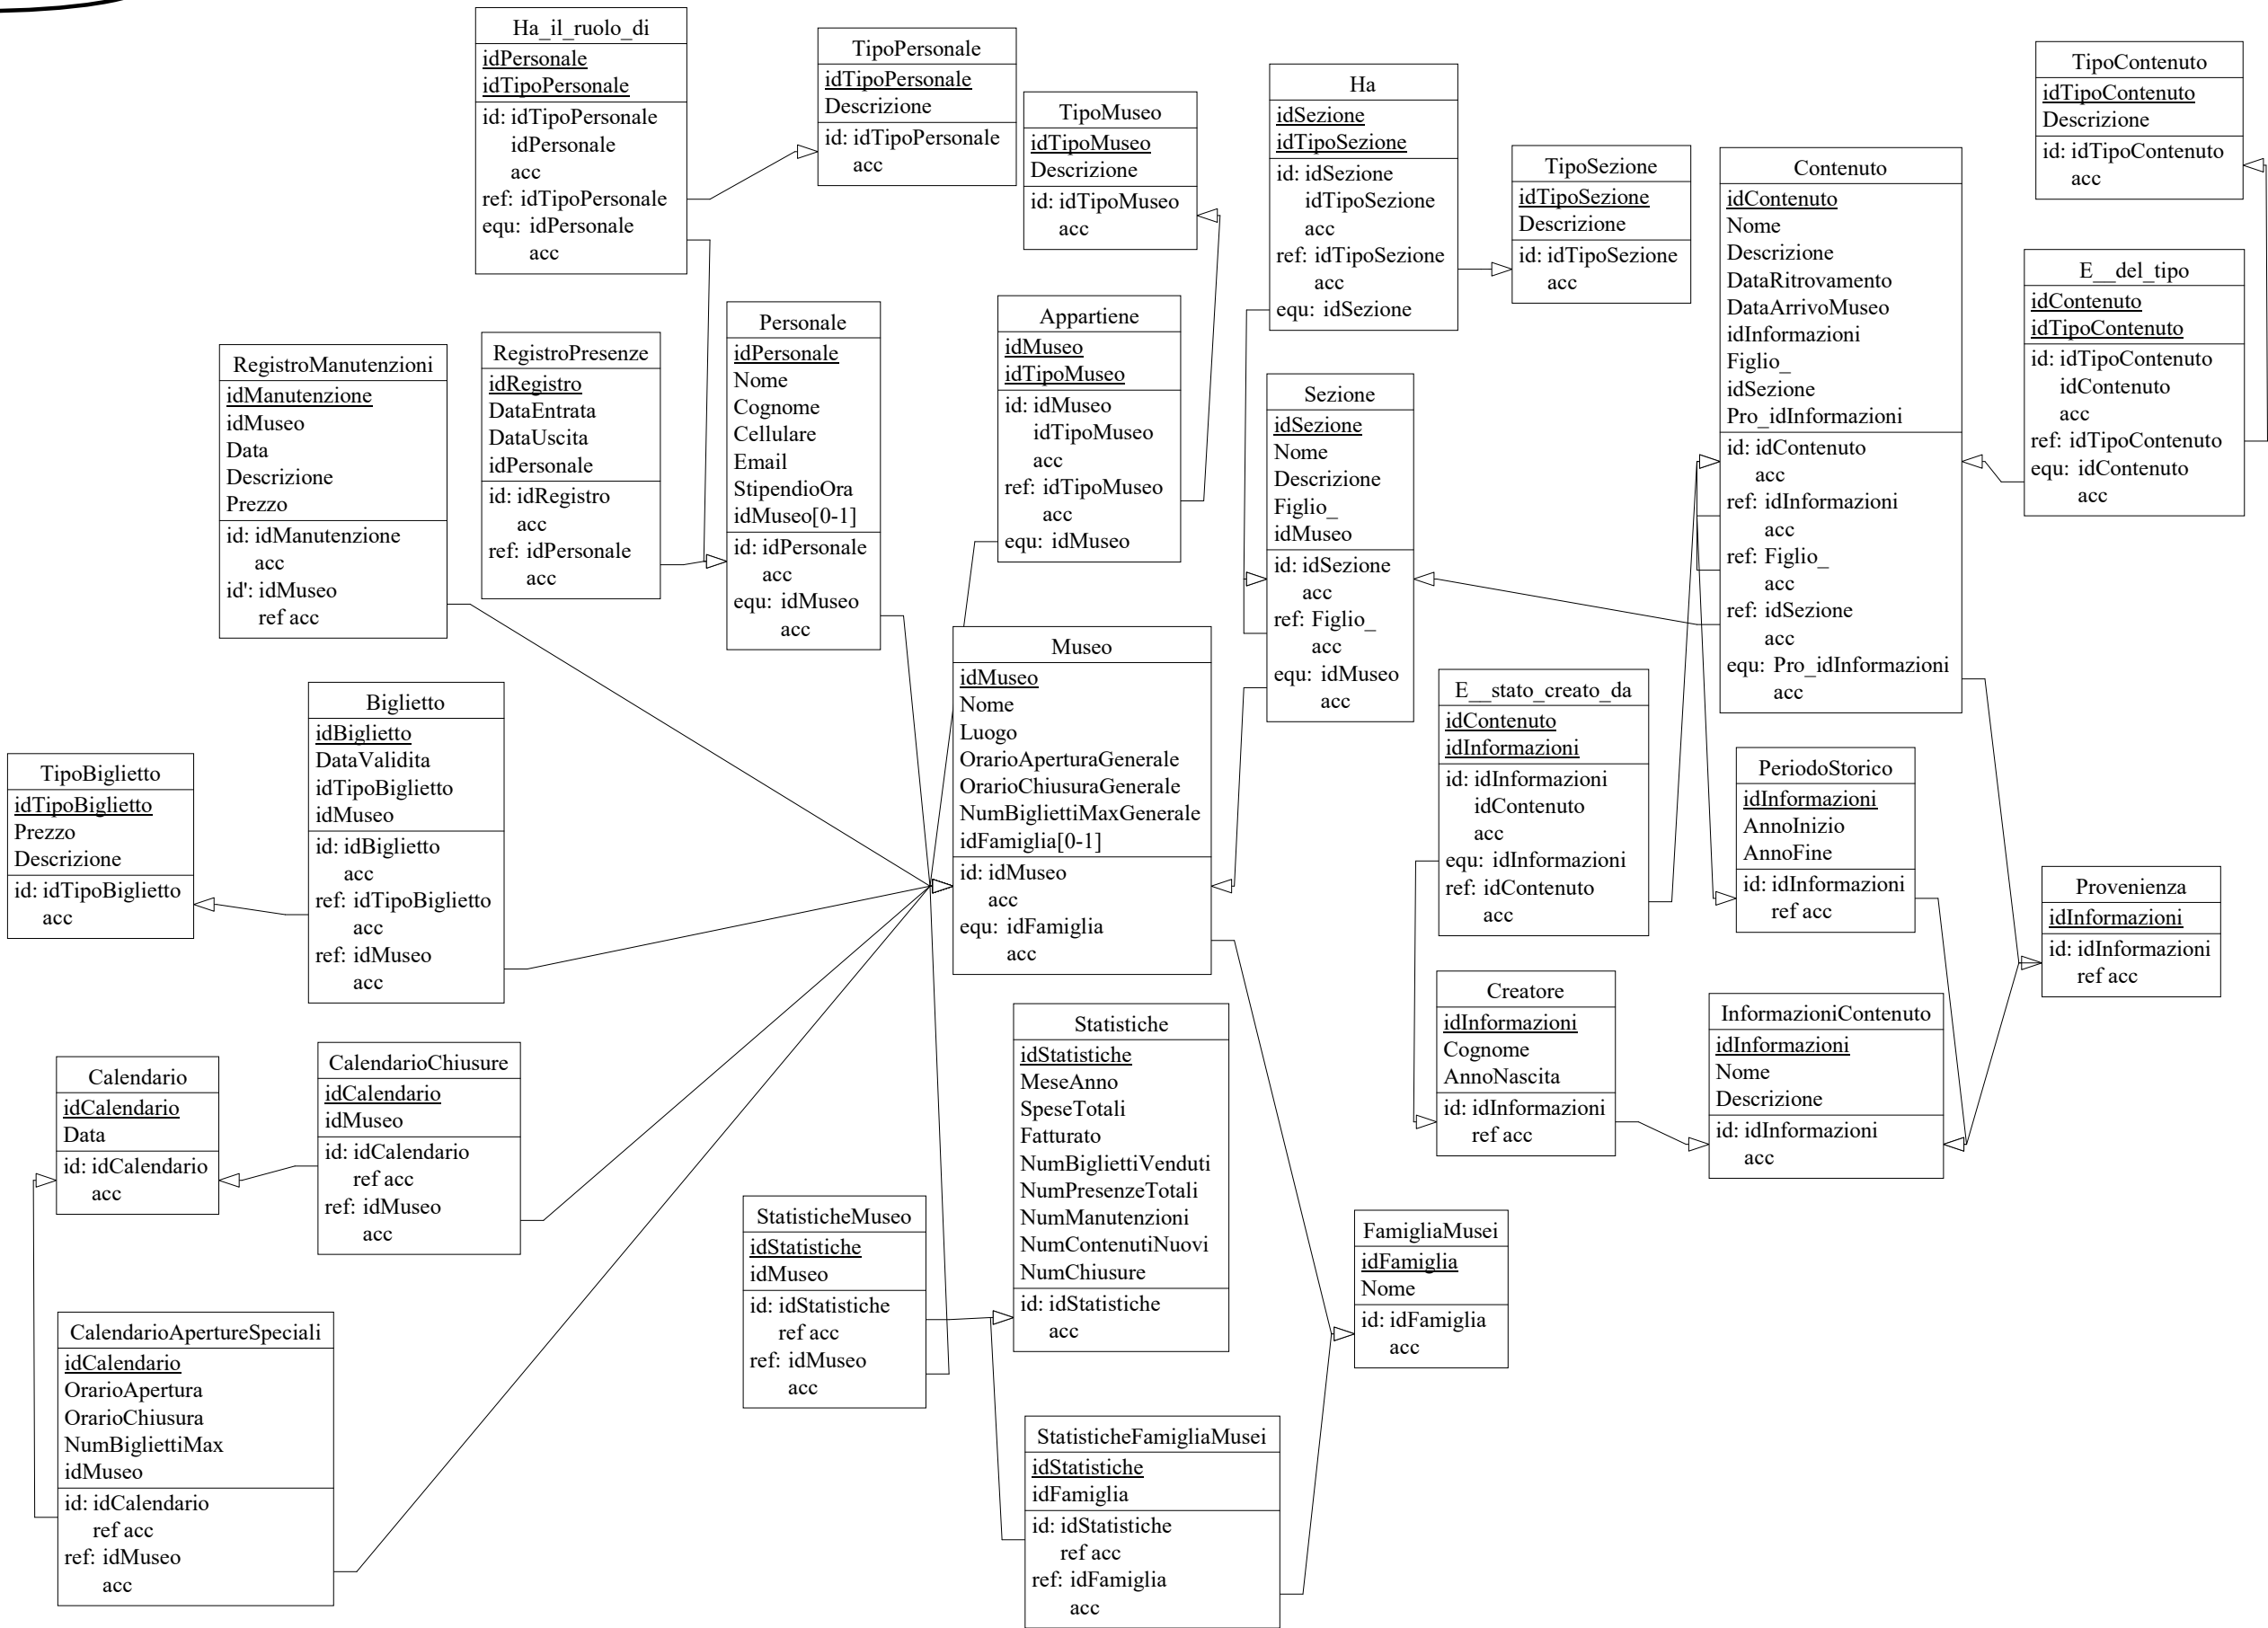 Ha_il_ruolo_di
idPersonale
idTipoPersonale
id: idTipoPersonale
idPersonale
acc
ref: idTipoPersonale
equ: idPersonale
acc
TipoPersonale
idTipoPersonale
Descrizione
id: idTipoPersonale
acc
TipoMuseo
idTipoMuseo
Descrizione
id: idTipoMuseo
acc
Ha
idSezione
idTipoSezione
id: idSezione
idTipoSezione
acc
ref: idTipoSezione
acc
equ: idSezione
TipoSezione
idTipoSezione
Descrizione
id: idTipoSezione
acc
Contenuto
idContenuto
Nome
Descrizione
DataRitrovamento
DataArrivoMuseo
idInformazioni
Figlio_
idSezione
Pro_idInformazioni
id: idContenuto
acc
ref: idInformazioni
acc
ref: Figlio_
acc
ref: idSezione
acc
equ: Pro_idInformazioni
acc
TipoContenuto
idTipoContenuto
Descrizione
id: idTipoContenuto
acc
E__del_tipo
idContenuto
idTipoContenuto
id: idTipoContenuto
idContenuto
acc
ref: idTipoContenuto
equ: idContenuto
acc
RegistroManutenzioni
idManutenzione
idMuseo
Data
Descrizione
Prezzo
id: idManutenzione
acc
id': idMuseo
ref acc
RegistroPresenze
idRegistro
DataEntrata
DataUscita
idPersonale
id: idRegistro
acc
ref: idPersonale
acc
Personale
idPersonale
Nome
Cognome
Cellulare
Email
StipendioOra
idMuseo[0-1]
id: idPersonale
acc
equ: idMuseo
acc
Appartiene
idMuseo
idTipoMuseo
id: idMuseo
idTipoMuseo
acc
ref: idTipoMuseo
acc
equ: idMuseo
Sezione
idSezione
Nome
Descrizione
Figlio_
idMuseo
id: idSezione
acc
ref: Figlio_
acc
equ: idMuseo
acc
Museo
idMuseo
Nome
Luogo
OrarioAperturaGenerale
OrarioChiusuraGenerale
NumBigliettiMaxGenerale
idFamiglia[0-1]
id: idMuseo
acc
equ: idFamiglia
acc
E__stato_creato_da
idContenuto
idInformazioni
id: idInformazioni
idContenuto
acc
equ: idInformazioni
ref: idContenuto
acc
PeriodoStorico
idInformazioni
AnnoInizio
AnnoFine
id: idInformazioni
ref acc
Provenienza
idInformazioni
id: idInformazioni
ref acc
TipoBiglietto
idTipoBiglietto
Prezzo
Descrizione
id: idTipoBiglietto
acc
Biglietto
idBiglietto
DataValidita
idTipoBiglietto
idMuseo
id: idBiglietto
acc
ref: idTipoBiglietto
acc
ref: idMuseo
acc
Creatore
idInformazioni
Cognome
AnnoNascita
id: idInformazioni
ref acc
InformazioniContenuto
idInformazioni
Nome
Descrizione
id: idInformazioni
acc
Calendario
idCalendario
Data
id: idCalendario
acc
CalendarioChiusure
idCalendario
idMuseo
id: idCalendario
ref acc
ref: idMuseo
acc
Statistiche
idStatistiche
MeseAnno
SpeseTotali
Fatturato
NumBigliettiVenduti
NumPresenzeTotali
NumManutenzioni
NumContenutiNuovi
NumChiusure
id: idStatistiche
acc
StatisticheMuseo
idStatistiche
idMuseo
id: idStatistiche
ref acc
ref: idMuseo
acc
FamigliaMusei
idFamiglia
Nome
id: idFamiglia
acc
CalendarioApertureSpeciali
idCalendario
OrarioApertura
OrarioChiusura
NumBigliettiMax
idMuseo
id: idCalendario
ref acc
ref: idMuseo
acc
StatisticheFamigliaMusei
idStatistiche
idFamiglia
id: idStatistiche
ref acc
ref: idFamiglia
acc